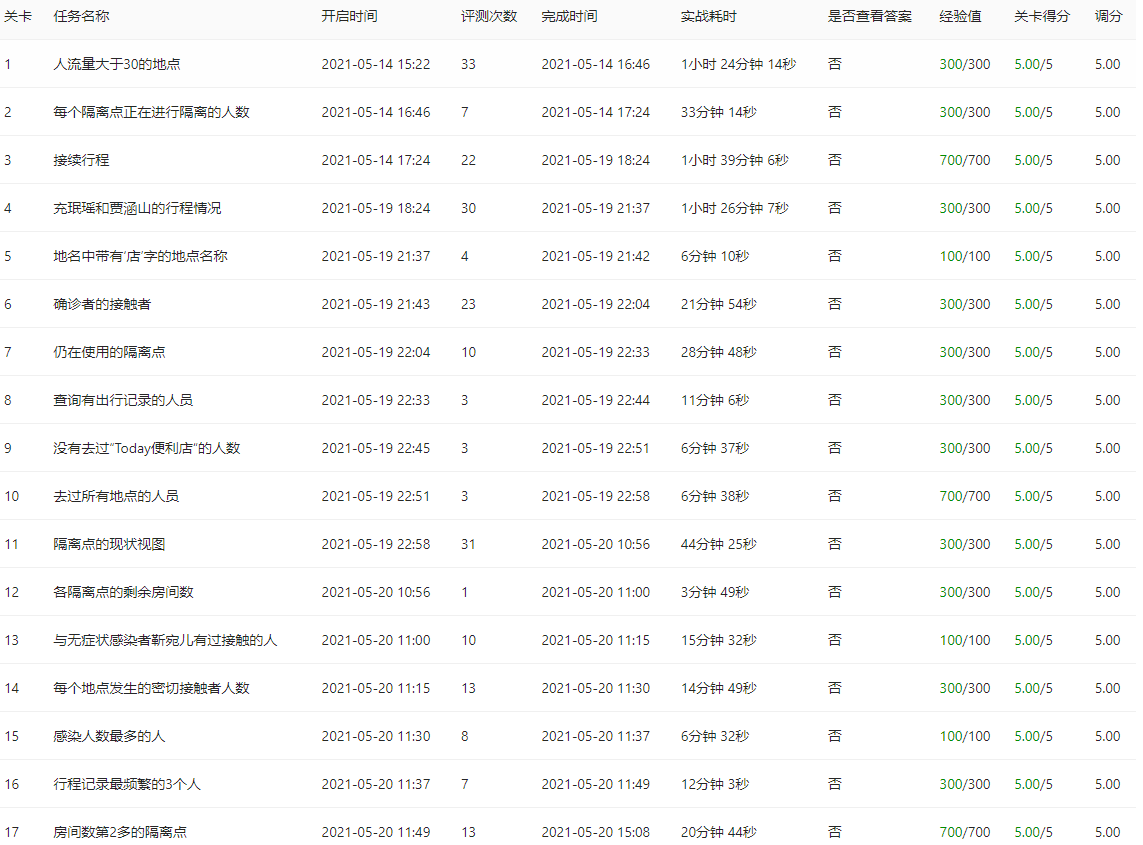 关卡 任务名称 开启时间 评测次数 完成时间 实战耗时 是否查看答案 经验值 关卡得分 调分
1 人流量大于30的地点 2021-05-14 15:22 33 2021-05-14 16:46 1小时 24分钟 14秒 否 300/300 5.00/5 5.00
2 每个隔离点正在进行隔离的人数 2021-05-14 16:46 7 2021-05-14 17:24 33分钟 14秒 否 300/300 5.00/5 5.00
3 接续行程 2021-05-14 17:24 22 2021-05-19 18:24 1小时 39分钟 6秒 否 700/700 5.00/5 5.00
4 充珉瑶和贾涵山的行程情况 2021-05-19 18:24 30 2021-05-19 21:37 1小时 26分钟 7秒 否 300/300 5.00/5 5.00
5 地名中带有‘店’字的地点名称 2021-05-19 21:37 4 2021-05-19 21:42 6分钟 10秒 否 100/100 5.00/5 5.00
6 确诊者的接触者 2021-05-19 21:43 23 2021-05-19 22:04 21分钟 54秒 否 300/300 5.00/5 5.00
7 仍在使用的隔离点 2021-05-19 22:04 10 2021-05-19 22:33 28分钟 48秒 否 300/300 5.00/5 5.00
8 查询有出行记录的人员 2021-05-19 22:33 3 2021-05-19 22:44 11分钟 6秒 否 300/300 5.00/5 5.00
9 没有去过“Today便利店”的人数 2021-05-19 22:45 3 2021-05-19 22:51 6分钟 37秒 否 300/300 5.00/5 5.00
10 去过所有地点的人员 2021-05-19 22:51 3 2021-05-19 22:58 6分钟 38秒 否 700/700 5.00/5 5.00
11 隔离点的现状视图 2021-05-19 22:58 31 2021-05-20 10:56 44分钟 25秒 否 300/300 5.00/5 5.00
12 各隔离点的剩余房间数 2021-05-20 10:56 1 2021-05-20 11:00 3分钟 49秒 否 300/300 5.00/5 5.00
13 与无症状感染者靳宛儿有过接触的人 2021-05-20 11:00 10 2021-05-20 11:15 15分钟 32秒 否 100/100 5.00/5 5.00
14 每个地点发生的密切接触者人数 2021-05-20 11:15 13 2021-05-20 11:30 14分钟 49秒 否 300/300 5.00/5 5.00
15 感染人数最多的人 2021-05-20 11:30 8 2021-05-20 11:37 6分钟 32秒 否 100/100 5.00/5 5.00
16 行程记录最频繁的3个人 2021-05-20 11:37 7 2021-05-20 11:49 12分钟 3秒 否 300/300 5.00/5 5.00
17 房间数第2多的隔离点 2021-05-20 11:49 13 2021-05-20 15:08 20分钟 44秒 否 700/700 5.00/5 5.00